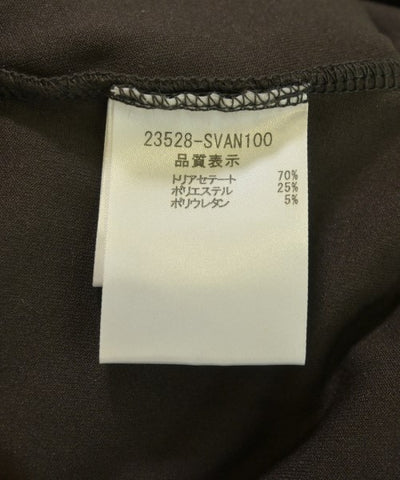 23528-SVAN100
品質表示
トリアセテート 70%
ポリエステル 25%
ポリウレタン 5%